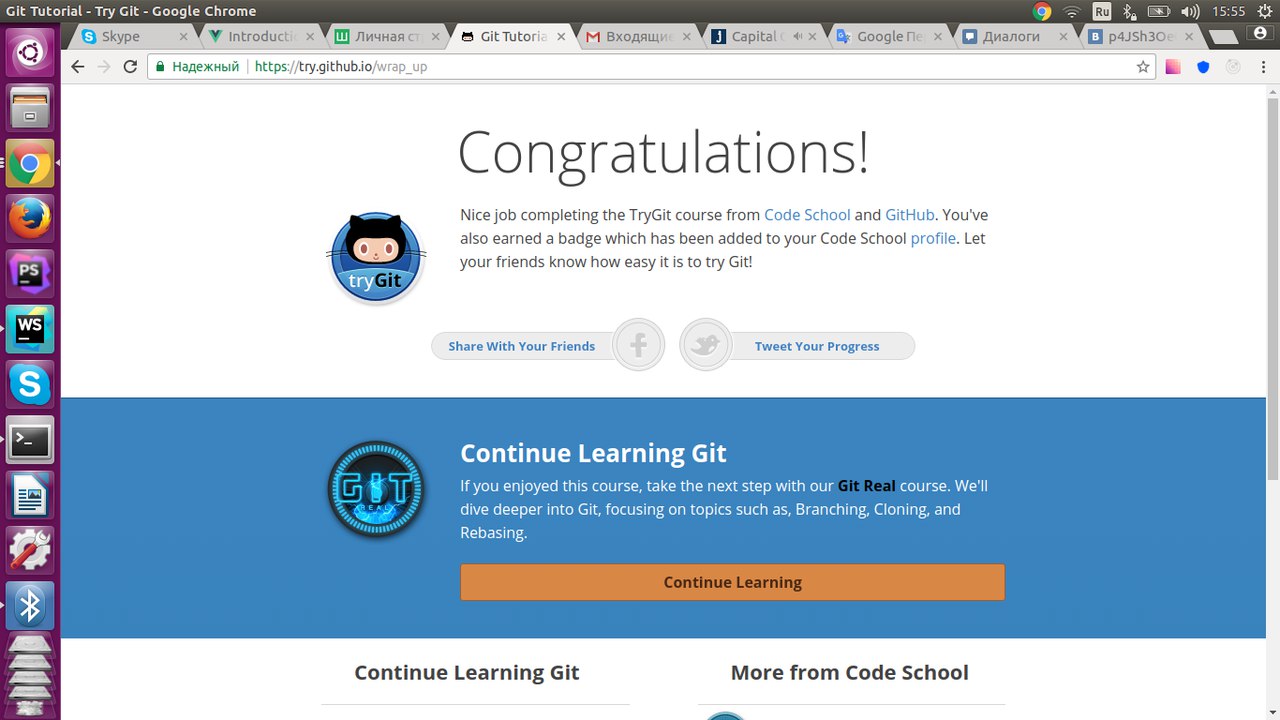 Git Tutorial - Try Git - Google Chrome
Ru
15:55
Skype
Introducti
Личная ст
Git Tutoria
Входящие
Capital
Google Пе
Диалоги
Надежный
https://try.github.io/wrap_up
Congratulations!
Nice job completing the TryGit course from Code School and GitHub. You've
also earned a badge which has been added to your Code School profile. Let
your friends know how easy it is to try Git!
tryGit
Share With Your Friends
Tweet Your Progress
PS
WS
Continue Learning Git
If you enjoyed this course, take the next step with our Git Real course. We'll
dive deeper into Git, focusing on topics such as, Branching, Cloning, and
Rebasing.
GIT
REAL
Continue Learning
Continue Learning Git
More from Code School